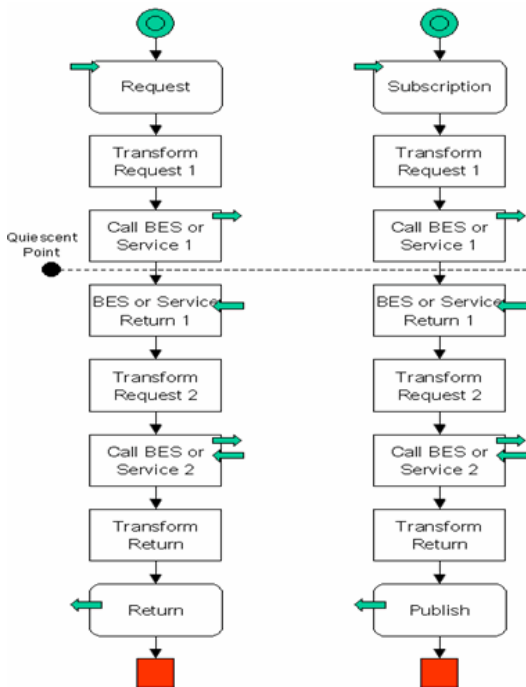 Request
Transform
Request 1
Call BES or
Service 1
Quiescent
Point
BES or Service
Return 1
Transform
Request 2
Call BES or
Service 2
Transform
Return
Return
Subscription
Transform
Request 1
Call BES or
Service 1
BES or Service
Return 1
Transform
Request 2
Call BES or
Service 2
Transform
Return
Publish